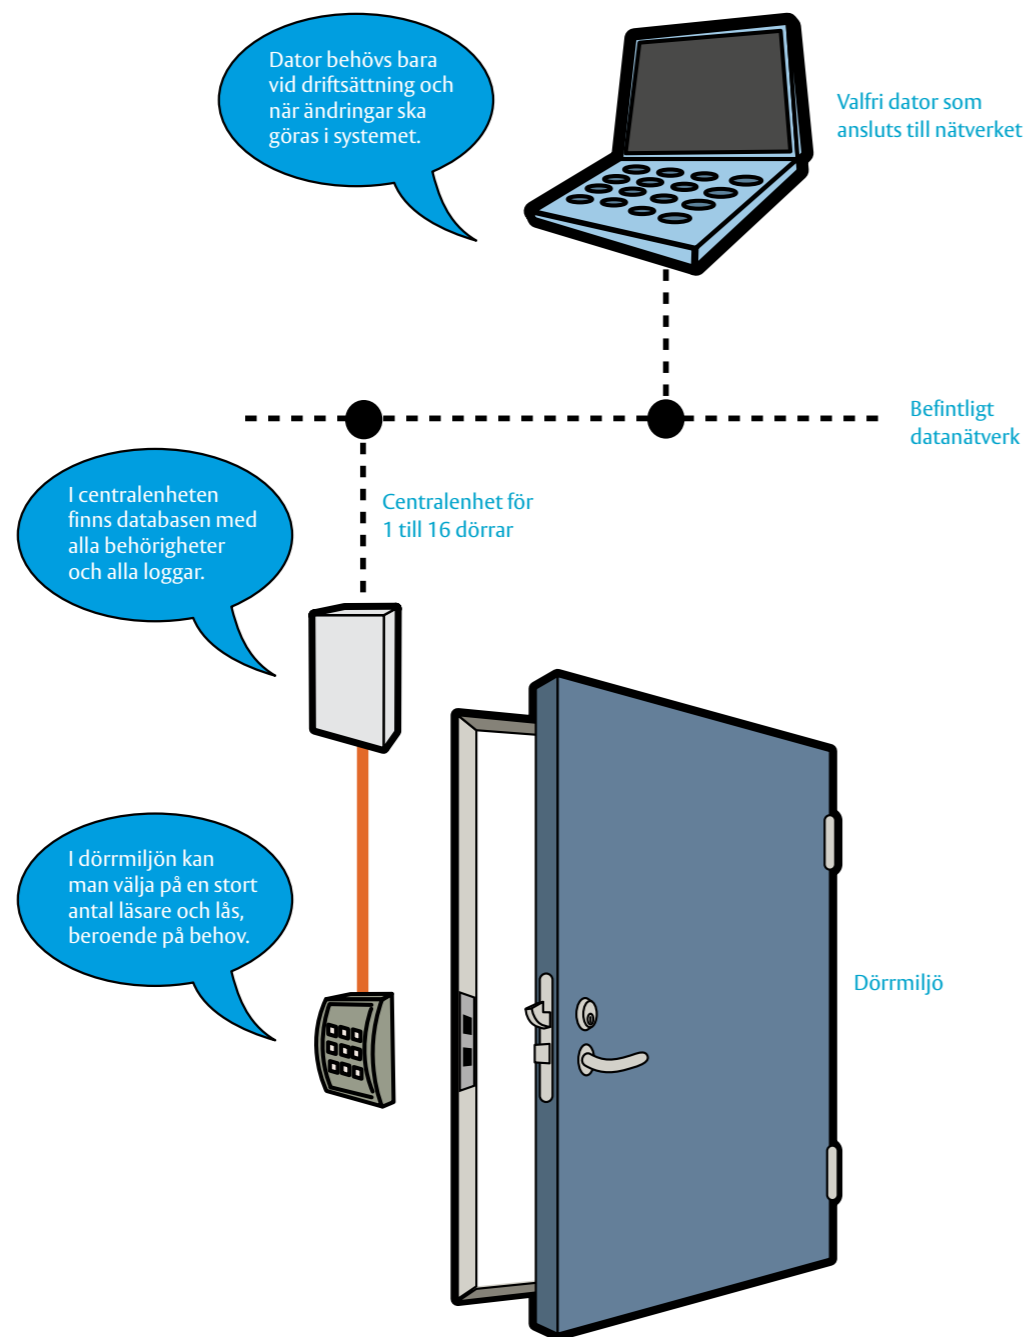 Dator behövs bara
vid driftsättning och
när ändringar ska
göras i systemet.
Valfri dator som
ansluts till nätverket
Befintligt
datanätverk
I centralenheten
finns databasen med
alla behörigheter
och alla loggar.
Centralenhet för
1 till 16 dörrar
I dörrmiljön kan
man välja på en stort
antal läsare och lås,
beroende på behov.
Dörrmiljö